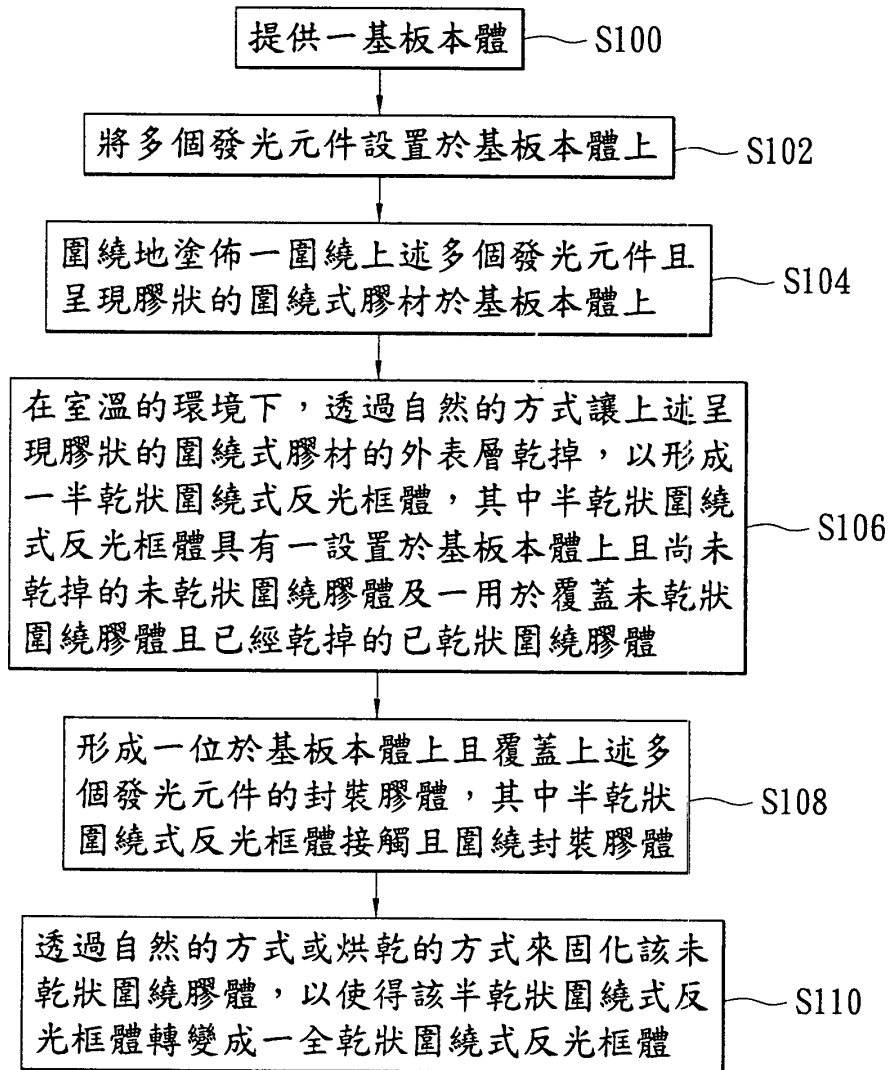 提供一基板本體
S100
將多個發光元件設置於基板本體上
S102
圍繞地塗佈一圍繞上述多個發光元件且
呈現膠狀的圍繞式膠材於基板本體上
S104
在室溫的環境下，透過自然的方式讓上述呈
現膠狀的圍繞式膠材的外表層乾掉，以形成
一半乾狀圍繞式反光框體，其中半乾狀圍繞
式反光框體具有一設置於基板本體上且尚未
乾掉的未乾狀圍繞膠體及一用於覆蓋未乾狀
圍繞膠體且已經乾掉的已乾狀圍繞膠體
S106
形成一位於基板本體上且覆蓋上述多
個發光元件的封裝膠體，其中半乾狀
圍繞式反光框體接觸且圍繞封裝膠體
S108
透過自然的方式或烘乾的方式來固化該未
乾狀圍繞膠體，以使得該半乾狀圍繞式反
光框體轉變成一全乾狀圍繞式反光框體
S110